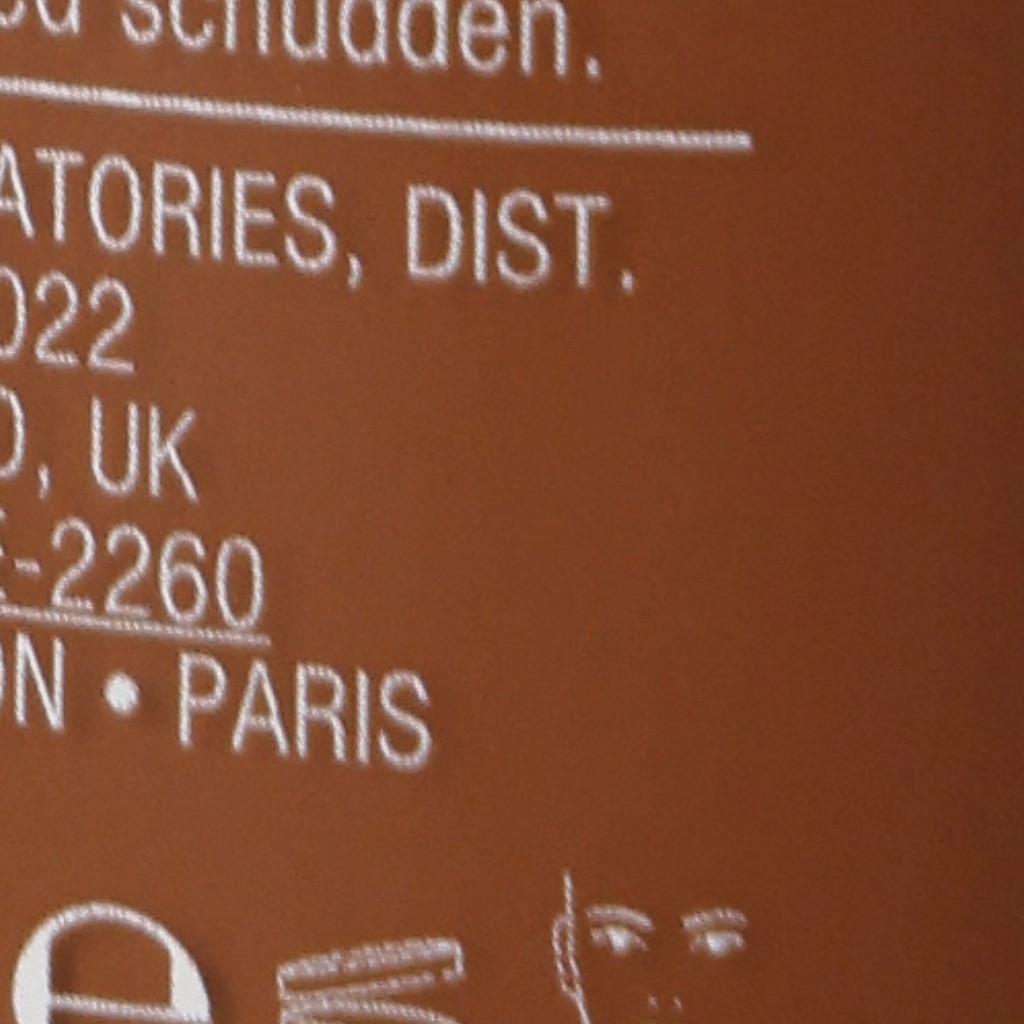 schudden.
ATORIES, DIST.
022
, UK
-2260
ON • PARIS
e